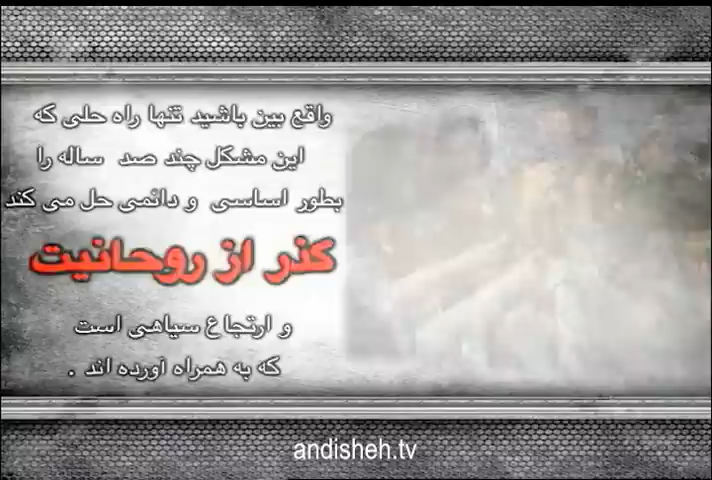 واقع بین باشید تنها راه حلی که
این مشکل چند صد ساله را
بطور اساسی و دائمی حل می کند
گذر از روحانیت
و ارتجاع سیاهی است
که به همراه آورده اند .
andisheh.tv